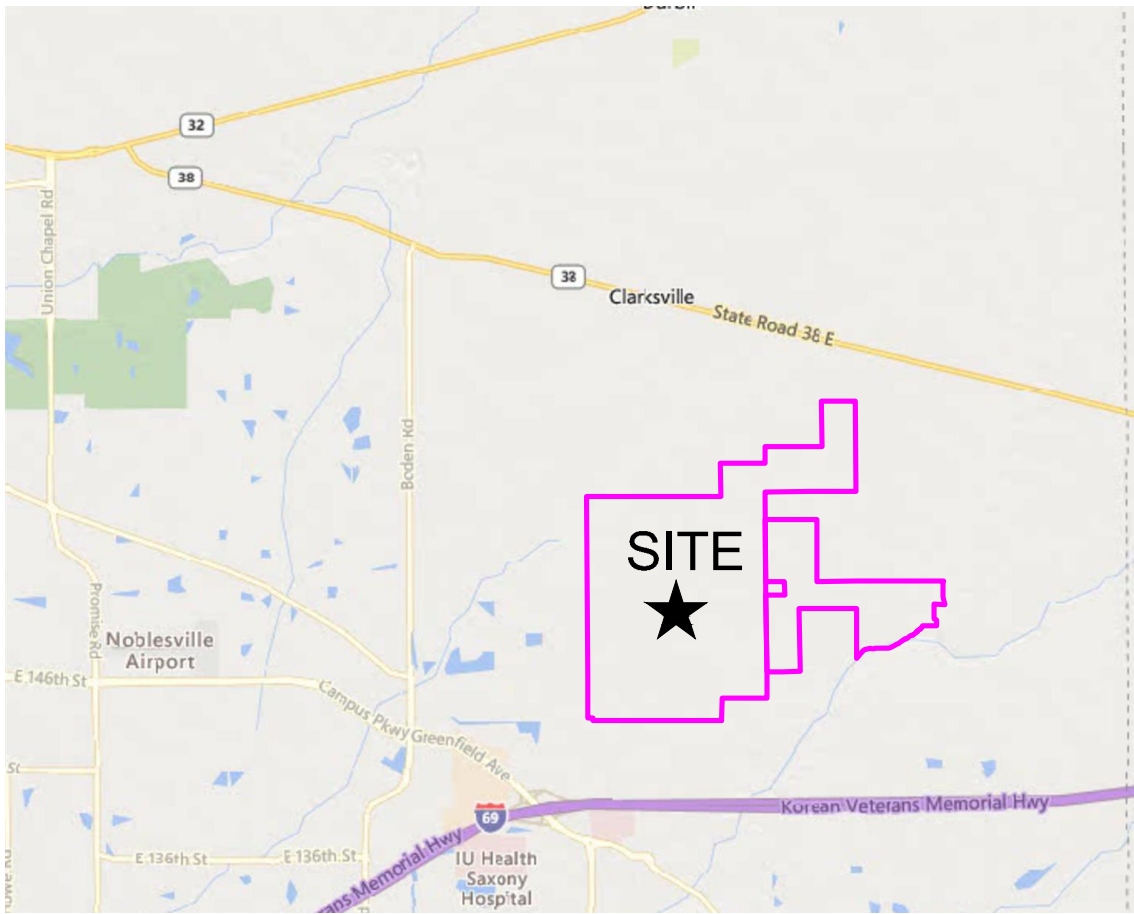 32
38
Union Chapel Rd
38
Clarksville
State Road 38 E
Boden Rd
SITE
Promise Rd
Noblesville
Airport
E 146th St
Campus Pkwy
Greenfield Ave
St
69
Korean Veterans Memorial Hwy
E 136th St
E 136th St
IU Health
Saxony
Hospital
rans Memorial Hwy